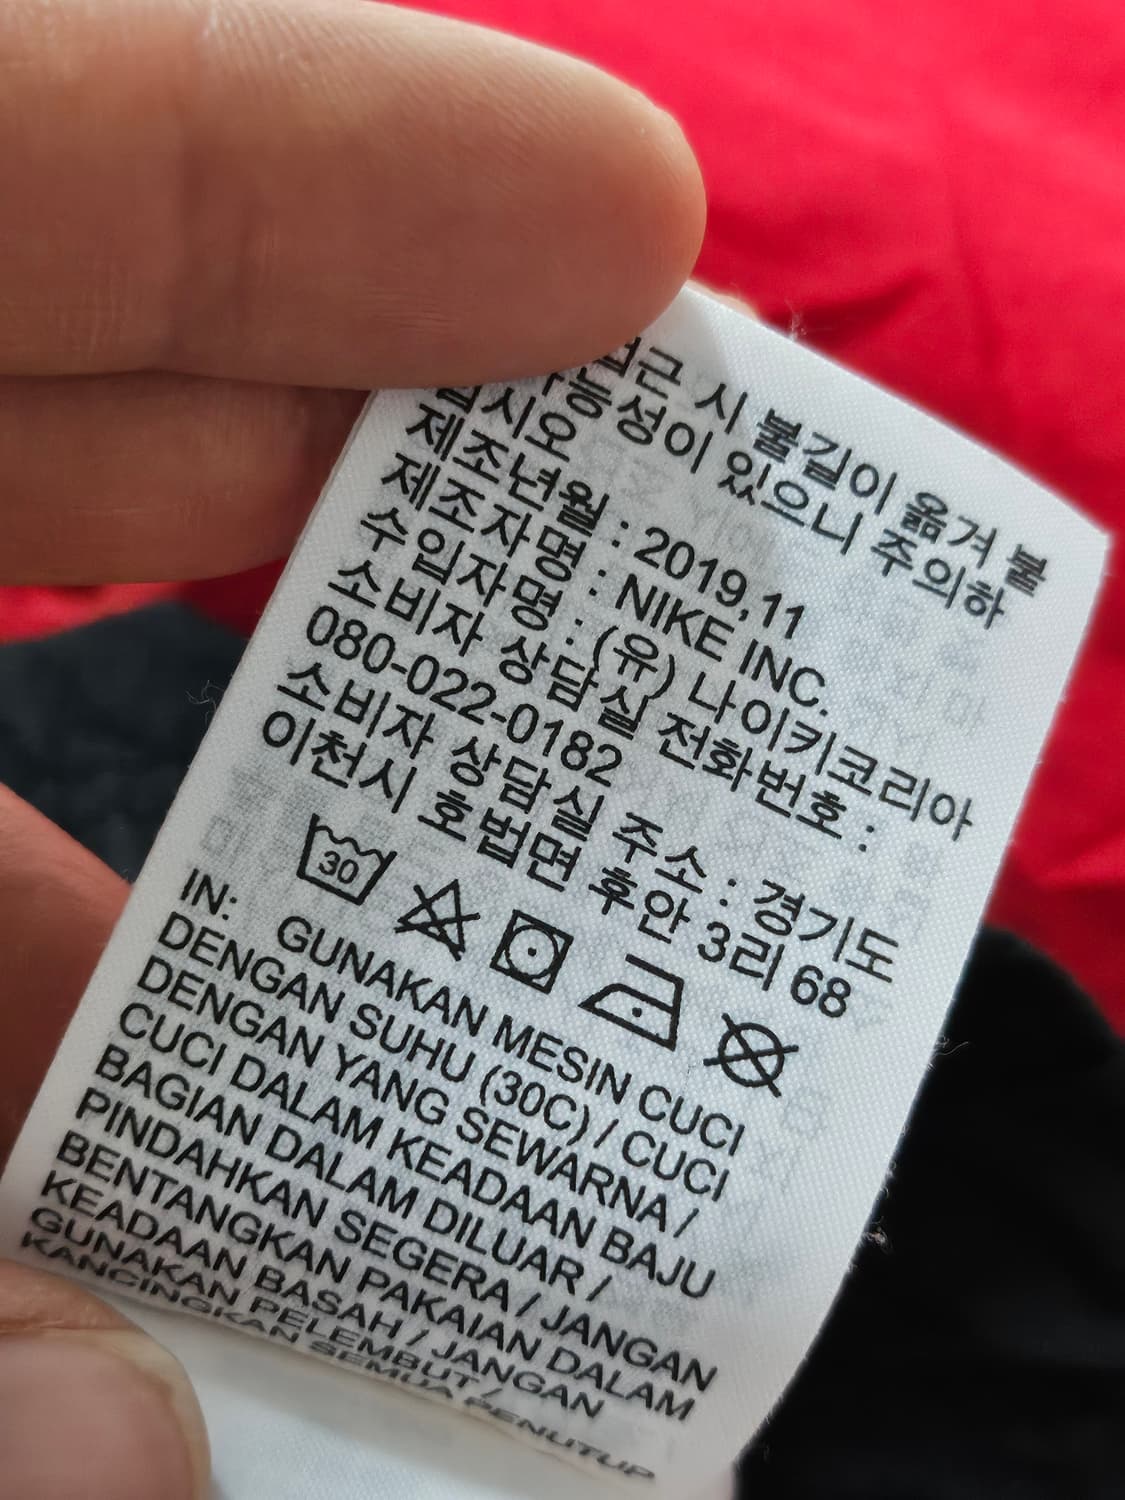 접근 시 불길이 옮겨 붙
가능성이 있으니 주의하
십시오
제조년월 : 2019,11
제조자명 : NIKE INC.
수입자명 : (유) 나이키코리아
소비자 상담실 전화번호 :
080-022-0182
소비자 상담실 주소 : 경기도
이천시 호법면 후안 3리 68
30
IN: GUNAKAN MESIN CUCI
DENGAN SUHU (30C) / CUCI
DENGAN YANG SEWARNA /
CUCI DALAM KEADAAN BAJU
BAGIAN DALAM DILUAR /
PINDAHKAN SEGERA / JANGAN
BENTANGKAN PAKAIAN DALAM
KEADAAN BASAH / JANGAN
GUNAKAN PELEMBUT /
KANCINGKAN SEMUA PENUTUP